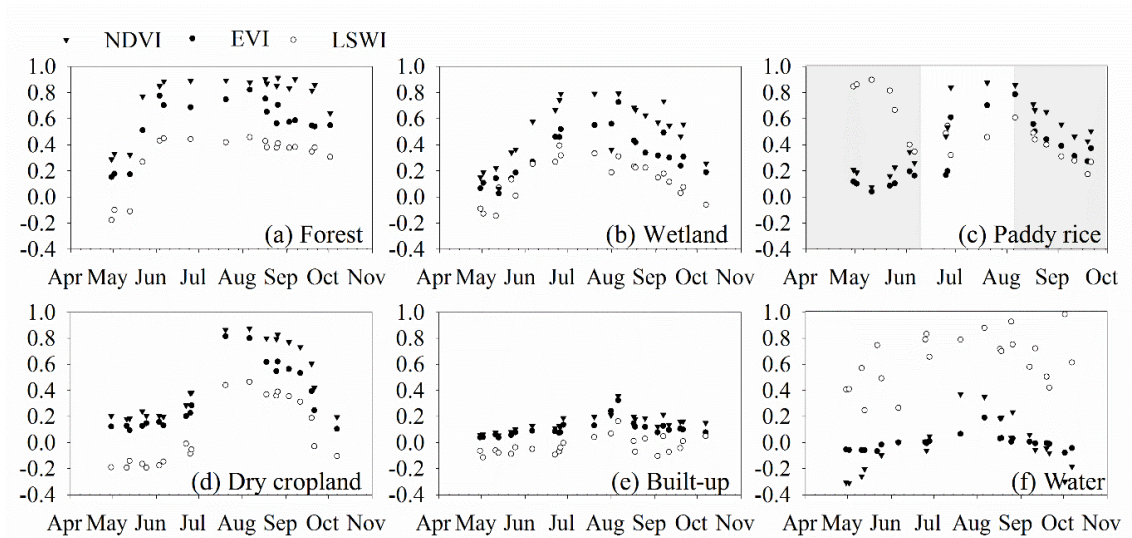 NDVI EVI LSWI
1.0 0.8 0.6 0.4 0.2 0.0 -0.2 -0.4
(a) Forest
Apr May Jun Jul Aug Sep Oct Nov
1.0 0.8 0.6 0.4 0.2 0.0 -0.2 -0.4
(b) Wetland
Apr May Jun Jul Aug Sep Oct Nov
1.0 0.8 0.6 0.4 0.2 0.0 -0.2 -0.4
(c) Paddy rice
Apr May Jun Jul Aug Sep Oct
1.0 0.8 0.6 0.4 0.2 0.0 -0.2 -0.4
(d) Dry cropland
Apr May Jun Jul Aug Sep Oct Nov
1.0 0.8 0.6 0.4 0.2 0.0 -0.2 -0.4
(e) Built-up
Apr May Jun Jul Aug Sep Oct Nov
1.0 0.8 0.6 0.4 0.2 0.0 -0.2 -0.4
(f) Water
Apr May Jun Jul Aug Sep Oct Nov